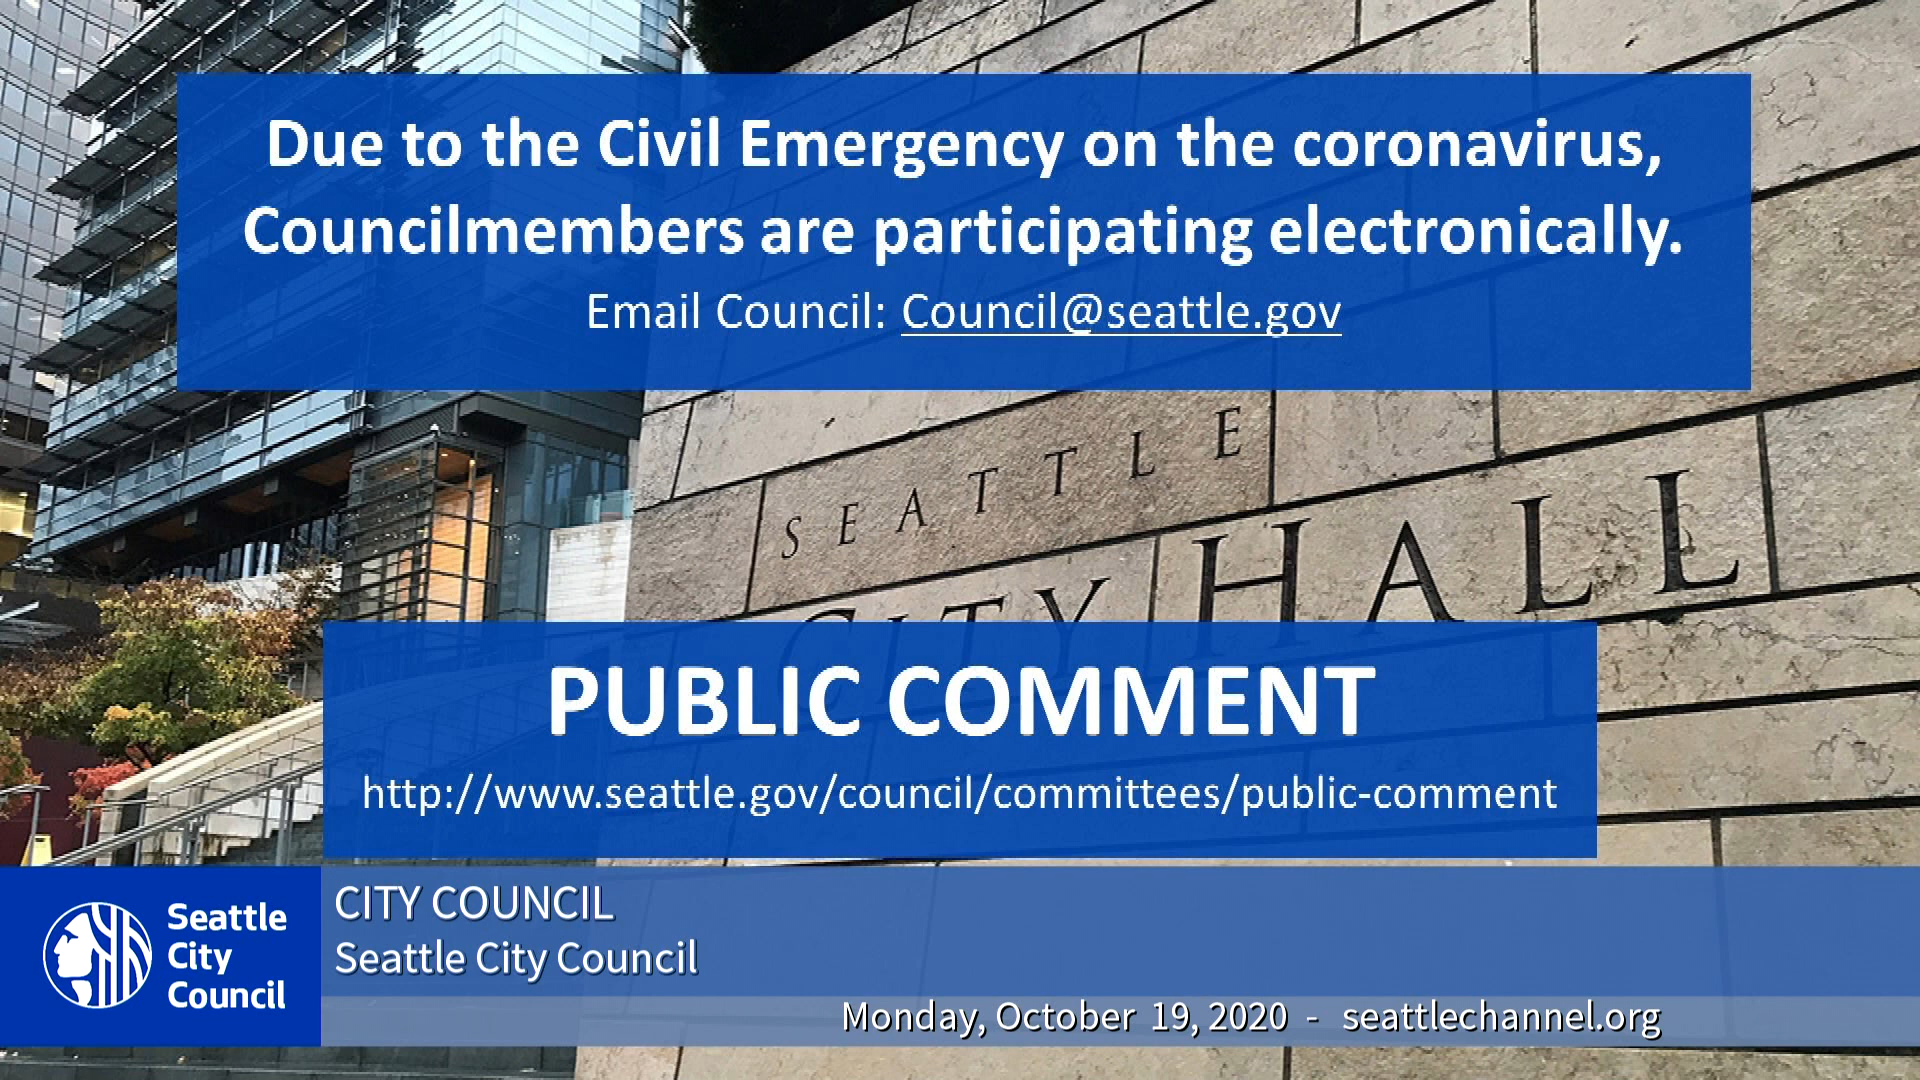 Due to the Civil Emergency on the coronavirus,
Councilmembers are participating electronically.
Email Council: Council@seattle.gov
SEATTLE
CITY HALL
PUBLIC COMMENT
http://www.seattle.gov/council/committees/public-comment
Seattle
City
Council
CITY COUNCIL
Seattle City Council
Monday, October 19, 2020 - seattlechannel.org